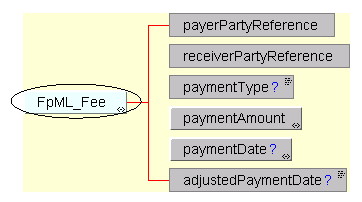 payerPartyReference
receiverPartyReference
paymentType ?
FpML_Fee
paymentAmount
paymentDate ?
adjustedPaymentDate ?